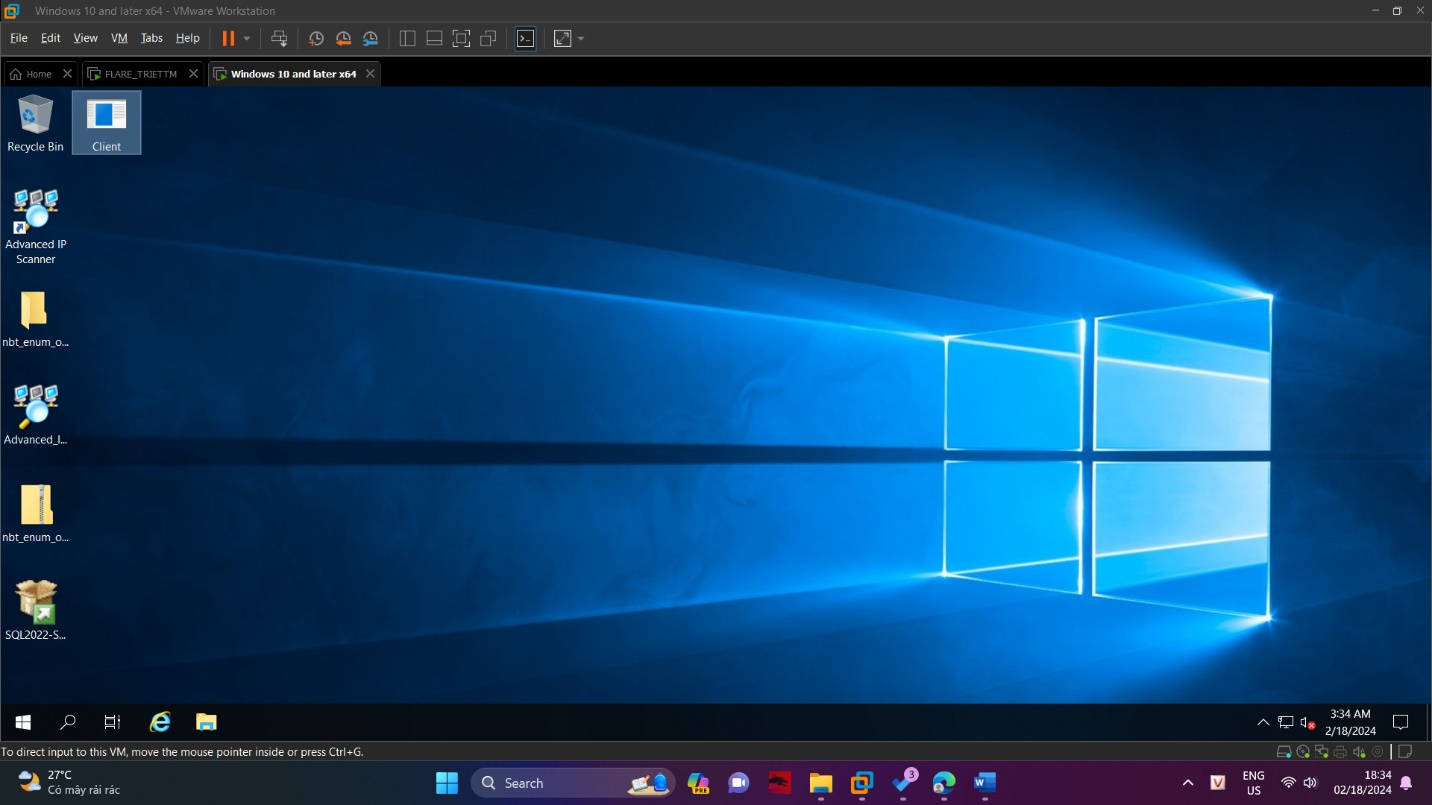 Windows 10 and later x64 - VMware Workstation
File Edit View VM Tabs Help
Home FLARE_TRIETTM Windows 10 and later x64
Recycle Bin
Client
Advanced IP
Scanner
nbt_enum_o...
Advanced_I...
nbt_enum_o...
SQL2022-S...
3:34 AM
2/18/2024
To direct input to this VM, move the mouse pointer inside or press Ctrl+G.
27°C
Có mây rải rác
Search
PRE
3
V
ENG
US
18:34
02/18/2024